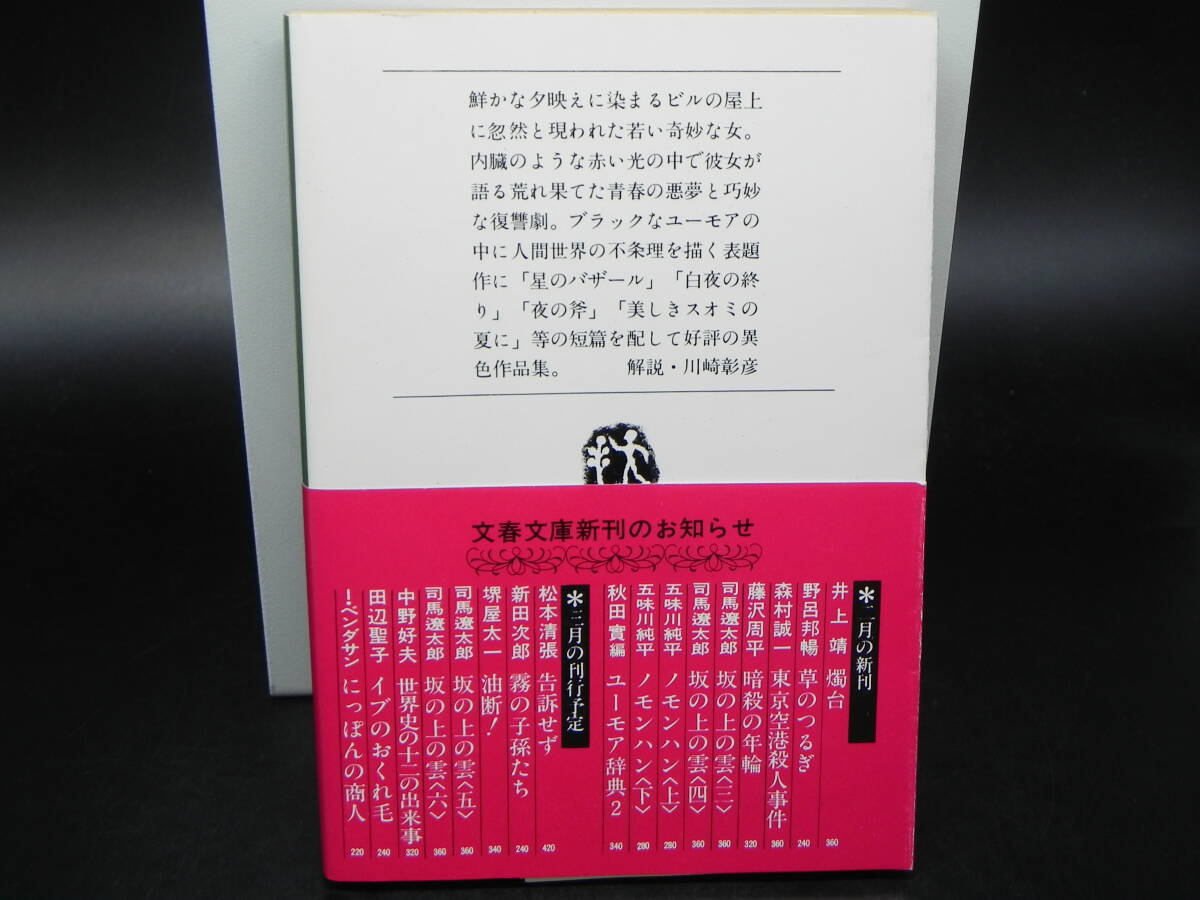 鮮かな夕映えに染まるビルの屋上
に忽然と現われた若い奇妙な女。
内臓のような赤い光の中で彼女が
語る荒れ果てた青春の悪夢と巧妙
な復讐劇。ブラックなユーモアの
中に人間世界の不条理を描く表題
作に「星のバザール」「白夜の終
り」「夜の斧」「美しきスオミの
夏に」等の短篇を配して好評の異
色作品集。 解説・川崎彰彦
文春文庫新刊のお知らせ
＊二月の新刊
井上靖 燭台 360
野呂邦暢 草のつるぎ 240
森村誠一 東京空港殺人事件 360
藤沢周平 暗殺の年輪 320
司馬遼太郎 坂の上の雲〈三〉 360
司馬遼太郎 坂の上の雲〈四〉 360
五味川純平 ノモンハン〈上〉 280
五味川純平 ノモンハン〈下〉 280
秋田實編 ユーモア辞典2 340
＊三月の刊行予定
松本清張 告訴せず 420
新田次郎 霧の子孫たち 240
堺屋太一 油断！ 340
司馬遼太郎 坂の上の雲〈五〉 360
司馬遼太郎 坂の上の雲〈六〉 360
中野好夫 世界史の十二の出来事 320
田辺聖子 イブのおくれ毛 240
I・ベンダサン にっぽんの商人 220